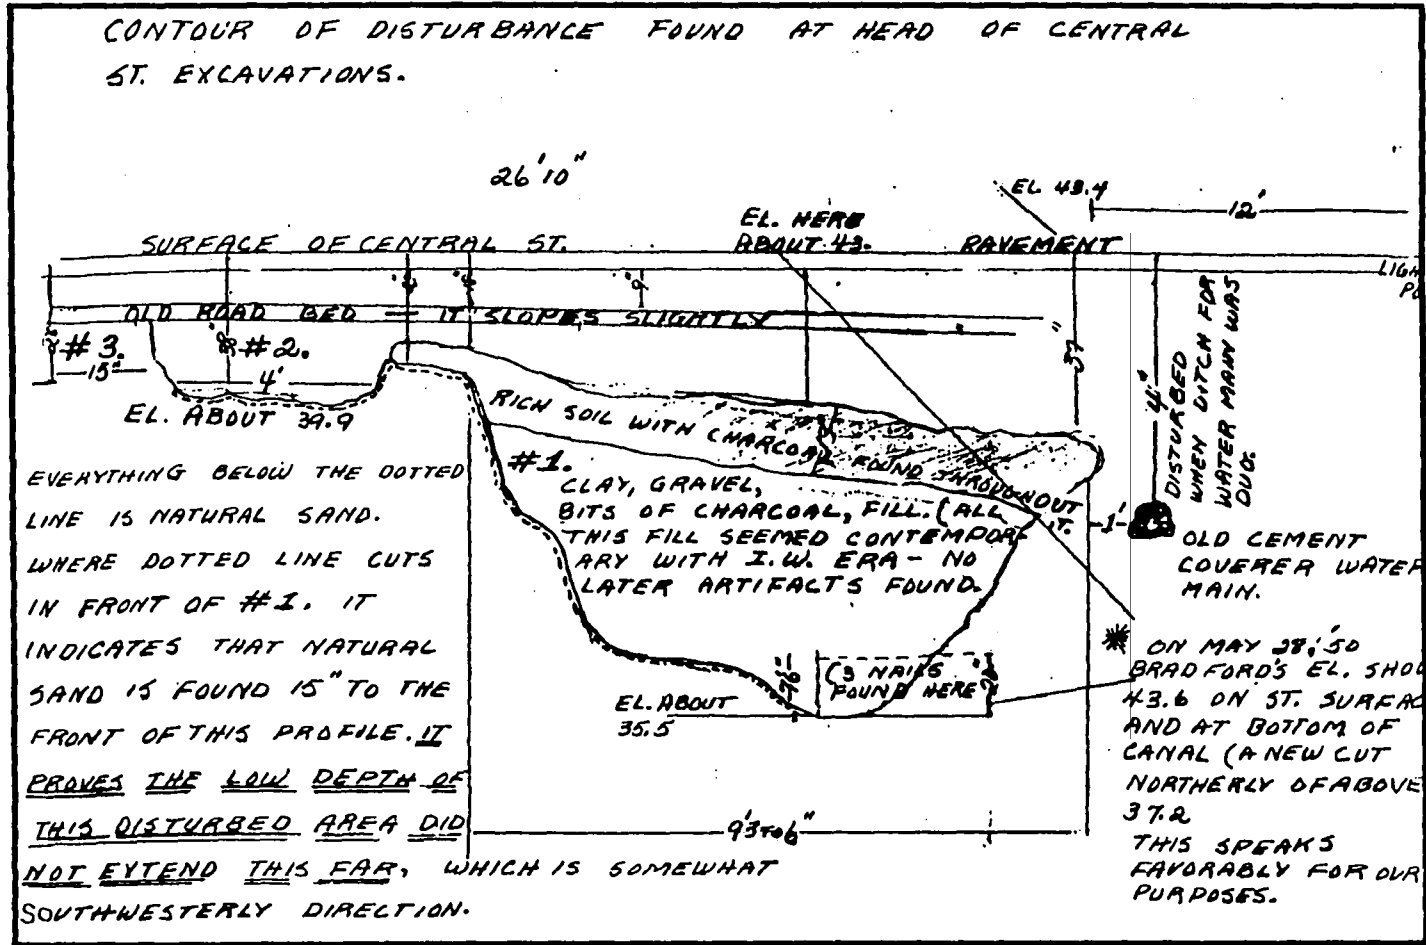 CONTOUR OF DISTURBANCE FOUND AT HEAD OF CENTRAL
ST. EXCAVATIONS.
26'10"
EL 43.4
12'
EL. HERE
ABOUT 43.
SURFACE OF CENTRAL ST.
PAVEMENT
LIGH
OLD ROAD BED — IT SLOPES SLIGHTLY
#3.
15"
#2.
4'
37"
EL. ABOUT 39.9
RICH SOIL WITH CHARCOAL FOUND THROUGHOUT
IT.
#1.
CLAY, GRAVEL,
BITS OF CHARCOAL, FILL. (ALL
THIS FILL SEEMED CONTEMPOR-
ARY WITH I.W. ERA - NO
LATER ARTIFACTS FOUND.
1'
DISTURBED
WHEN DITCH FOR
WATER MAIN WAS
DUG.
OLD CEMENT
COVERER WATER
MAIN.
EVERYTHING BELOW THE DOTTED
LINE IS NATURAL SAND.
WHERE DOTTED LINE CUTS
IN FRONT OF #1. IT
INDICATES THAT NATURAL
SAND IS FOUND 15" TO THE
FRONT OF THIS PROFILE. IT
PROVES THE LOW DEPTH OF
THIS DISTURBED AREA DID
NOT EXTEND THIS FAR, WHICH IS SOMEWHAT
SOUTHWESTERLY DIRECTION.
(3 NAILS
FOUND HERE
EL. ABOUT
35.5
9'3 TO 6"
ON MAY 28,'50
BRADFORD'S EL. SHOU
43.6 ON ST. SURFAC
AND AT BOTTOM OF
CANAL (A NEW CUT
NORTHERLY OF ABOVE
37.2
THIS SPEAKS
FAVORABLY FOR OUR
PURPOSES.